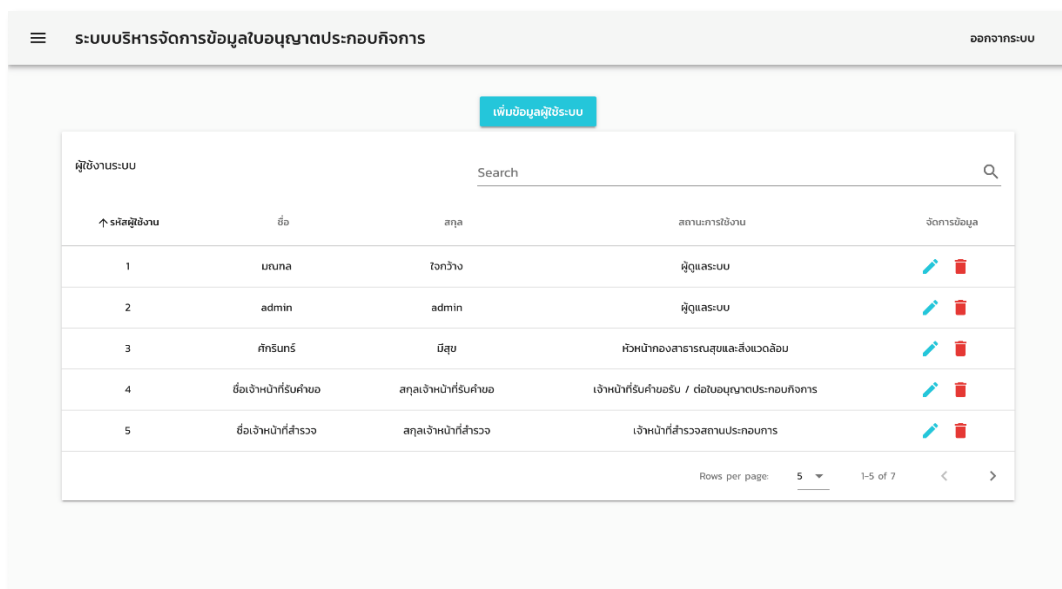 ระบบบริหารจัดการข้อมูลใบอนุญาตประกอบกิจการ ออกจากระบบ
เพิ่มข้อมูลผู้ใช้ระบบ
ผู้ใช้งานระบบ Search
รหัสผู้ใช้งาน ชื่อ สกุล สถานะการใช้งาน จัดการข้อมูล
1 มณฑล ใจกว้าง ผู้ดูแลระบบ
2 admin admin ผู้ดูแลระบบ
3 ศักรินทร์ มีสุข หัวหน้ากองสาธารณสุขและสิ่งแวดล้อม
4 ชื่อเจ้าหน้าที่รับคำขอ สกุลเจ้าหน้าที่รับคำขอ เจ้าหน้าที่รับคำขอรับ / ต่อใบอนุญาตประกอบกิจการ
5 ชื่อเจ้าหน้าที่สำรวจ สกุลเจ้าหน้าที่สำรวจ เจ้าหน้าที่สำรวจสถานประกอบการ
Rows per page: 5 1-5 of 7